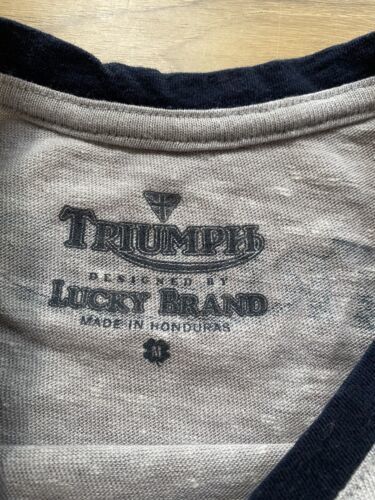 TRIUMPH
DESIGNED BY
LUCKY BRAND
MADE IN HONDURAS
M